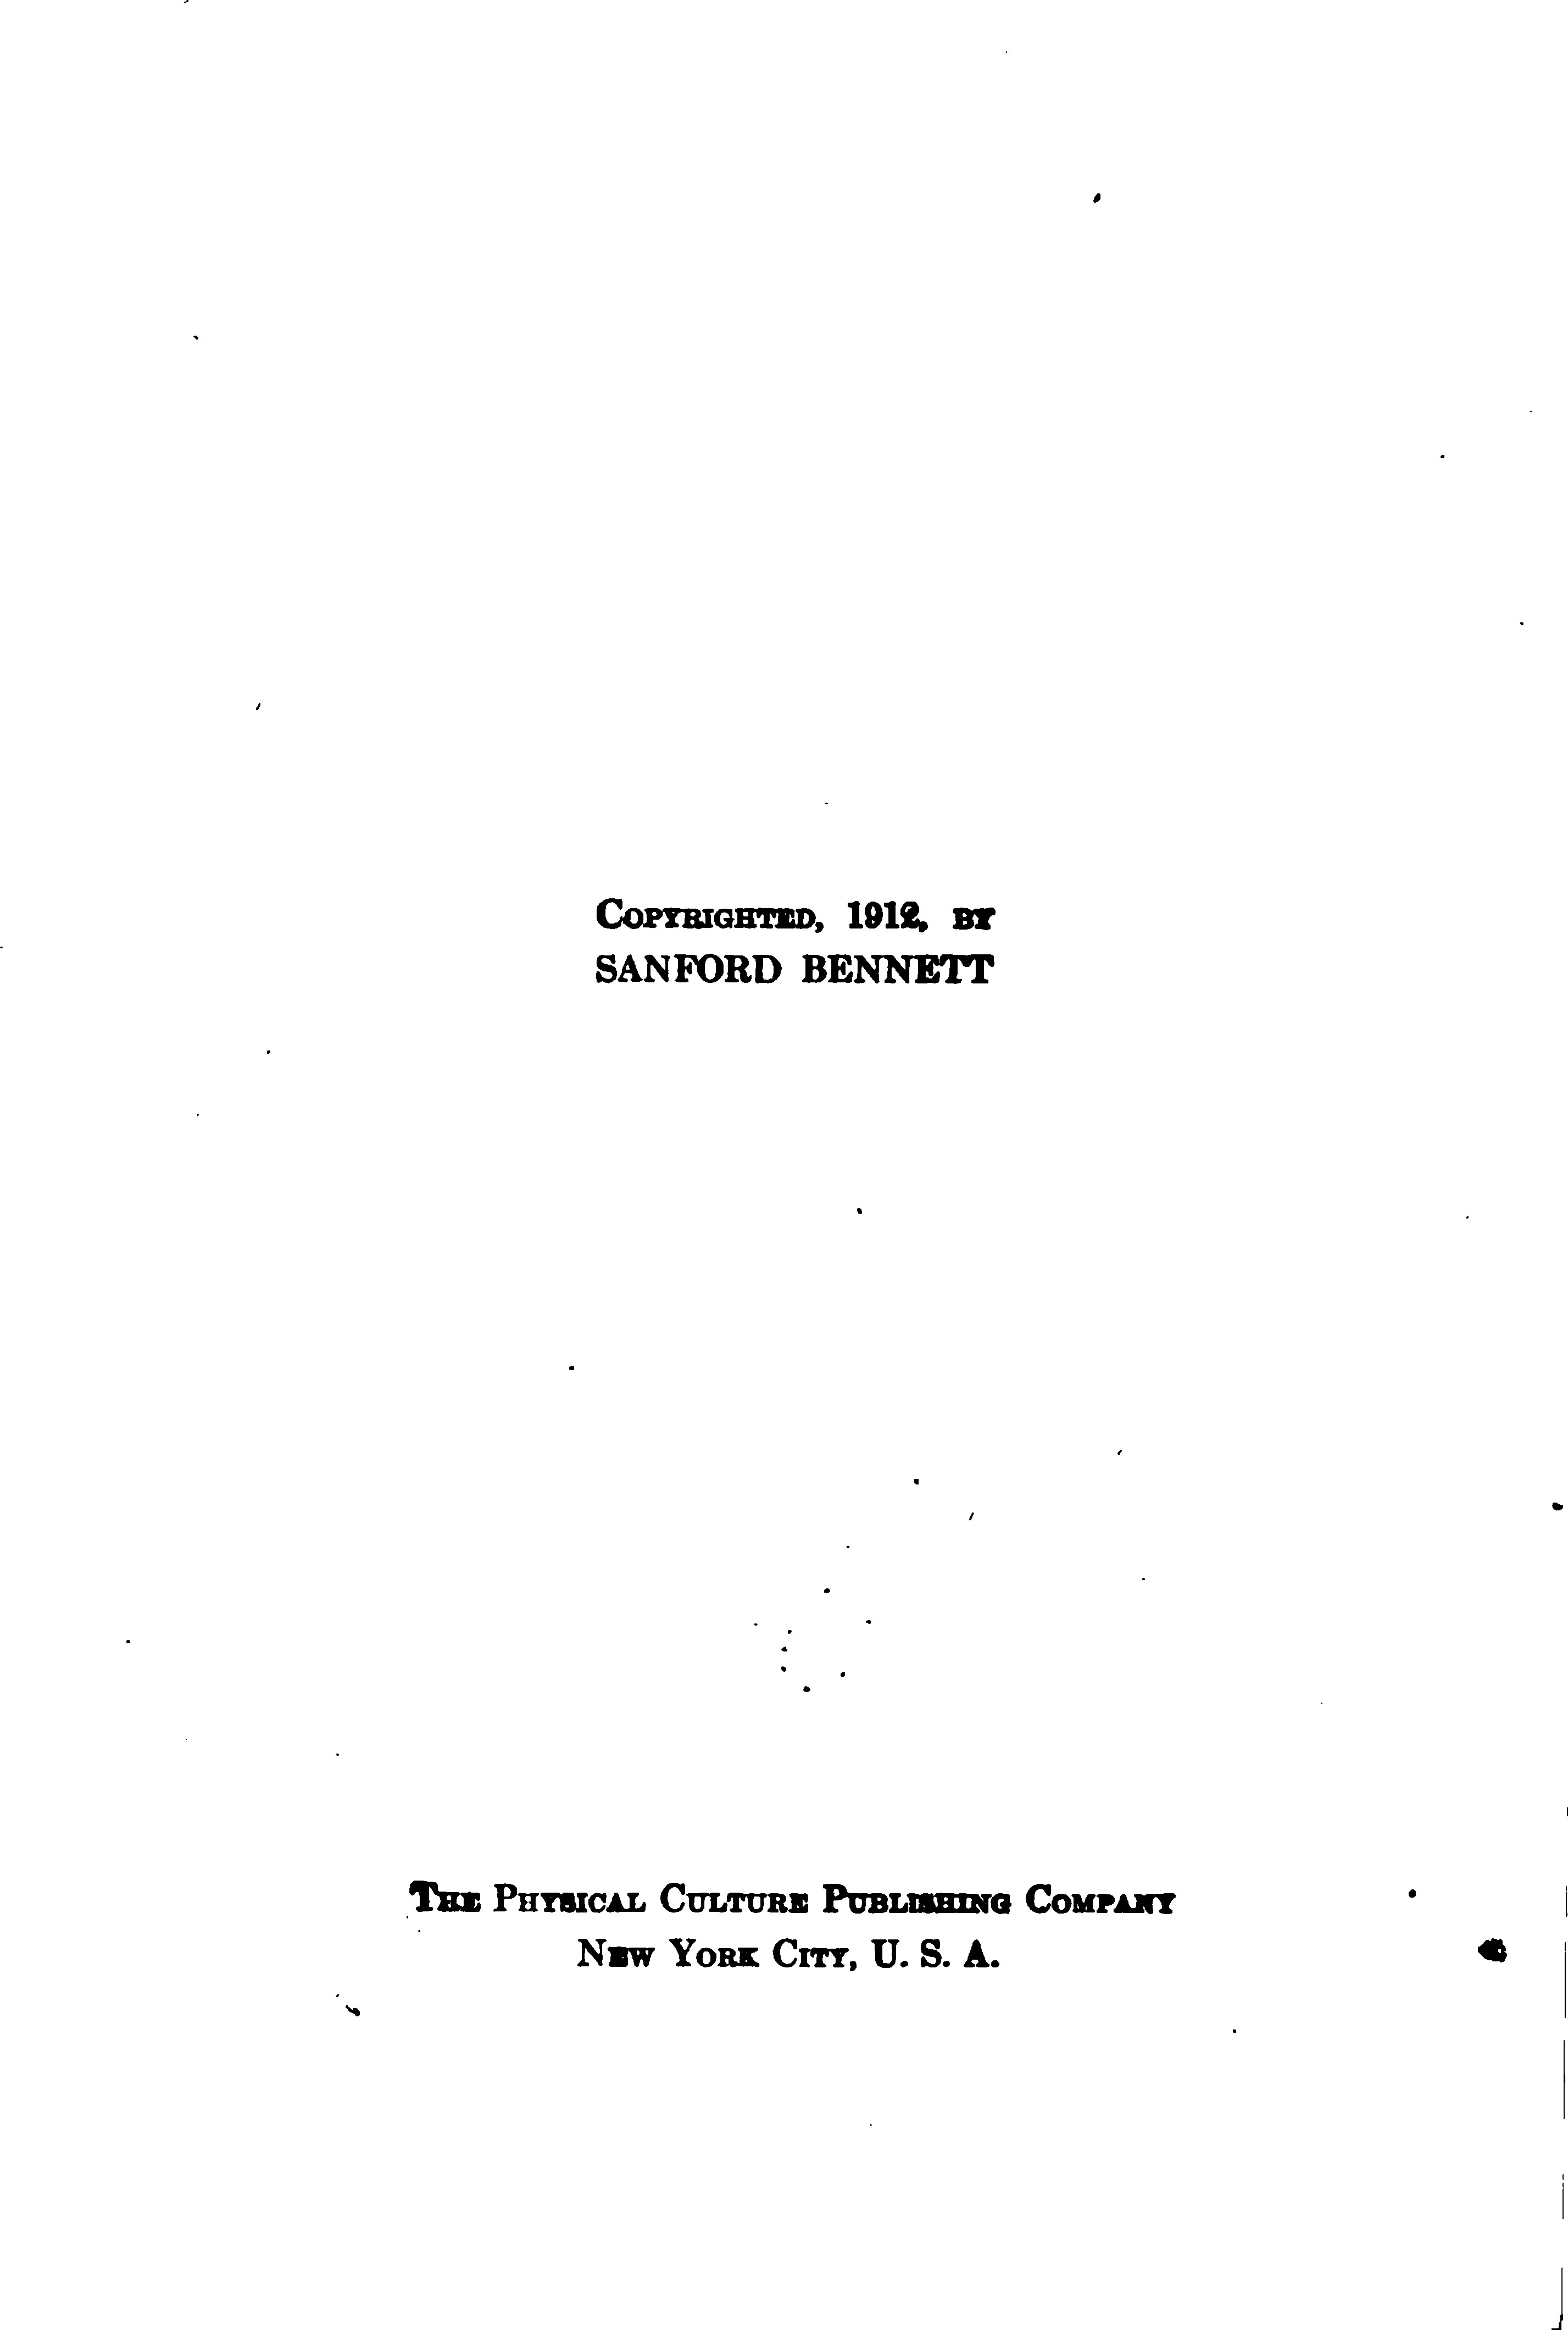 Copyrighted, 1912, by
SANFORD BENNETT
The Physical Culture Publishing Company
New York City, U. S. A.